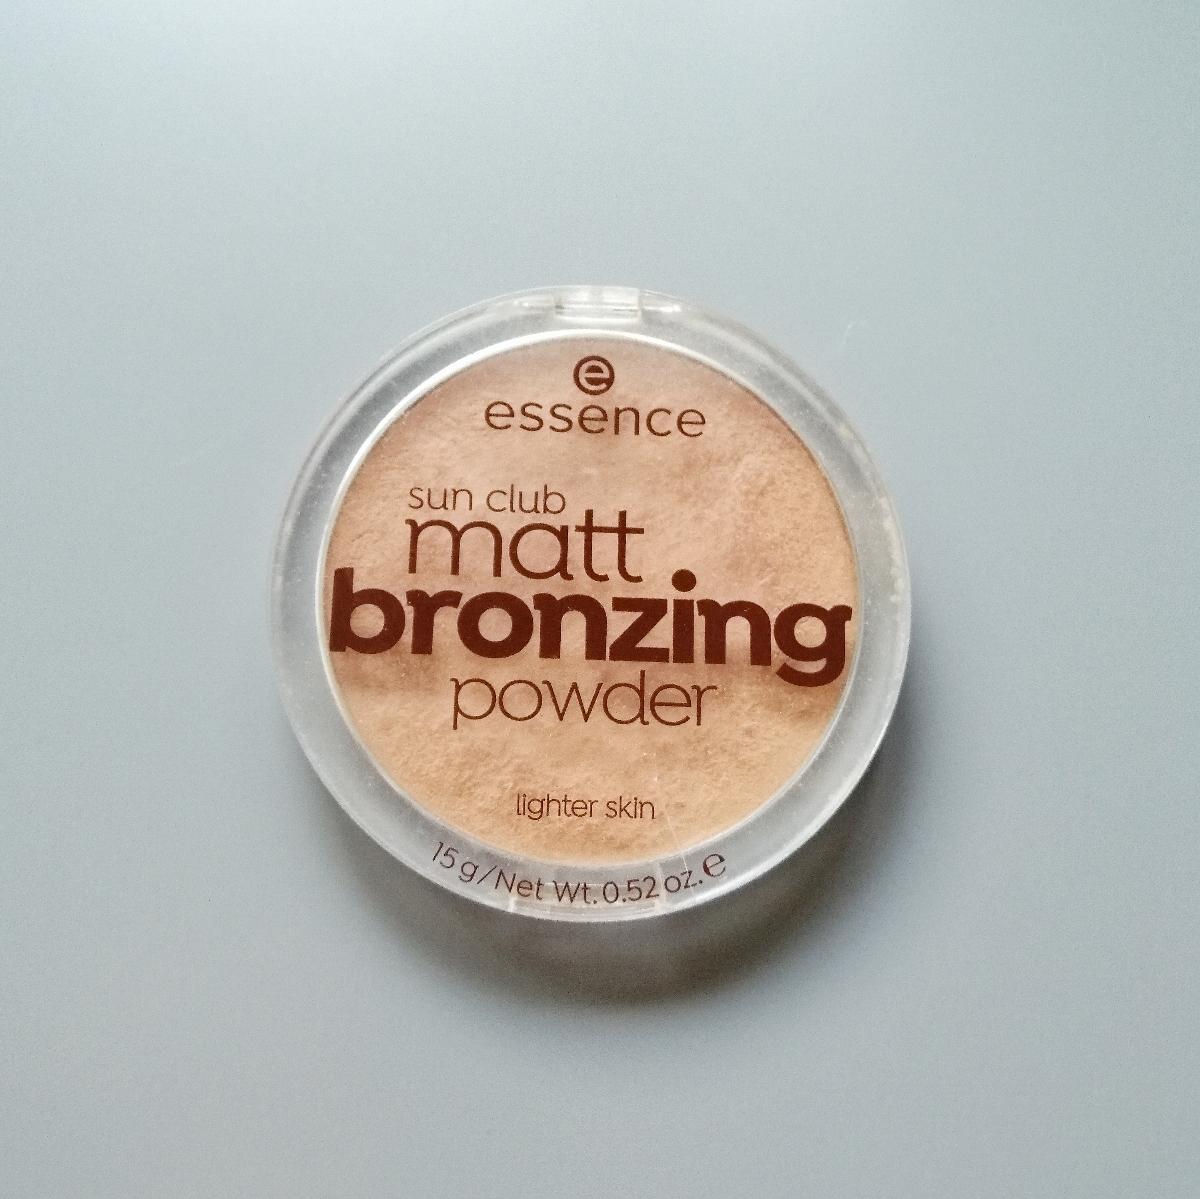 e
essence
sun club
matt
bronzing
powder
lighter skin
15 g/Net Wt. 0.52 oz. ℮